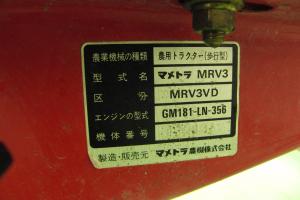 農業機械の種類 農用トラクター(歩行型)
型式名 マメトラ MRV3
区分 MRV3VD
エンジンの型式 GM181-LN-356
機体番号
製造・販売元 マメトラ農機株式会社